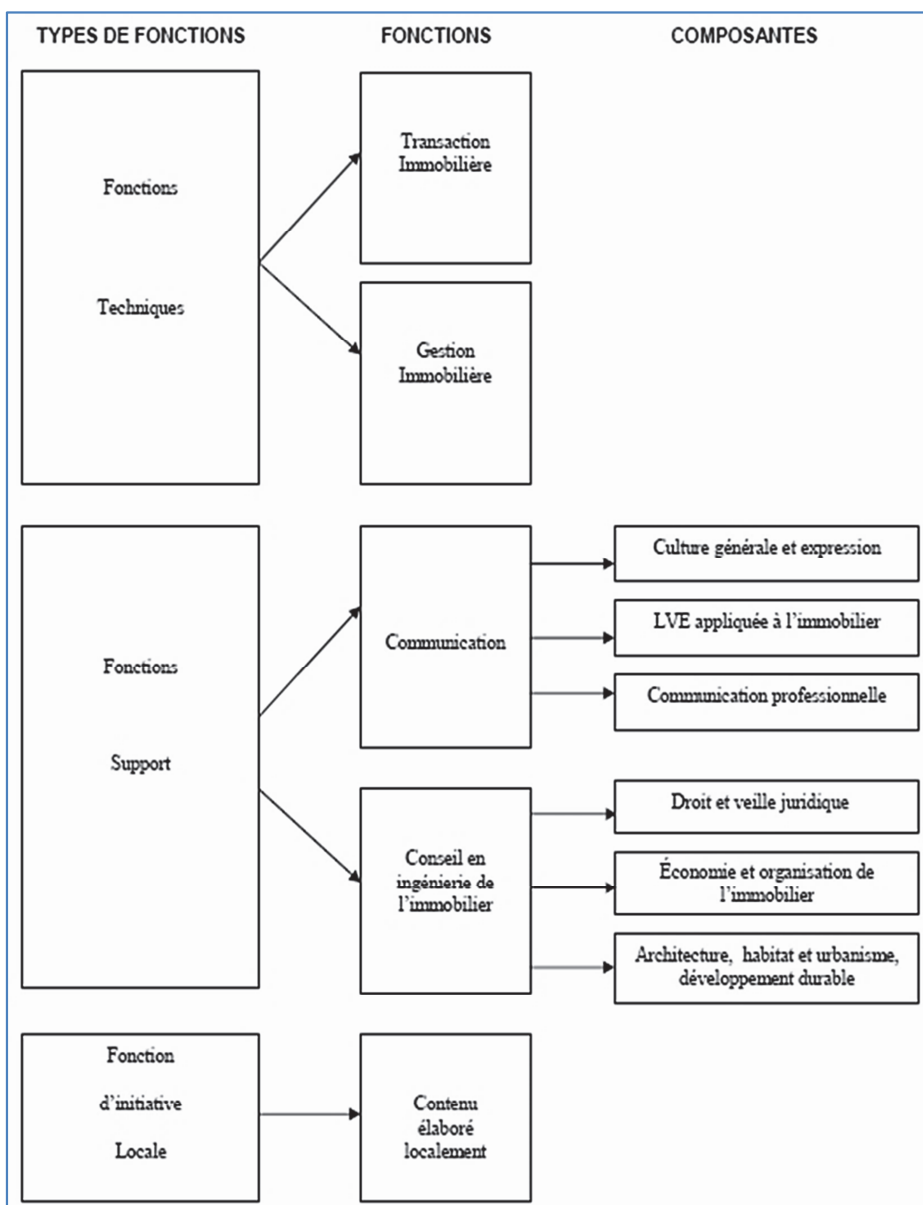 TYPES DE FONCTIONS
FONCTIONS
COMPOSANTES
Fonctions
Techniques
Transaction
Immobilière
Gestion
Immobilière
Fonctions
Support
Communication
Culture générale et expression
LVE appliquée à l'immobilier
Communication professionnelle
Conseil en
ingénierie de
l'immobilier
Droit et veille juridique
Économie et organisation de
l'immobilier
Architecture, habitat et urbanisme,
développement durable
Fonction
d'initiative
Locale
Contenu
élaboré
localement